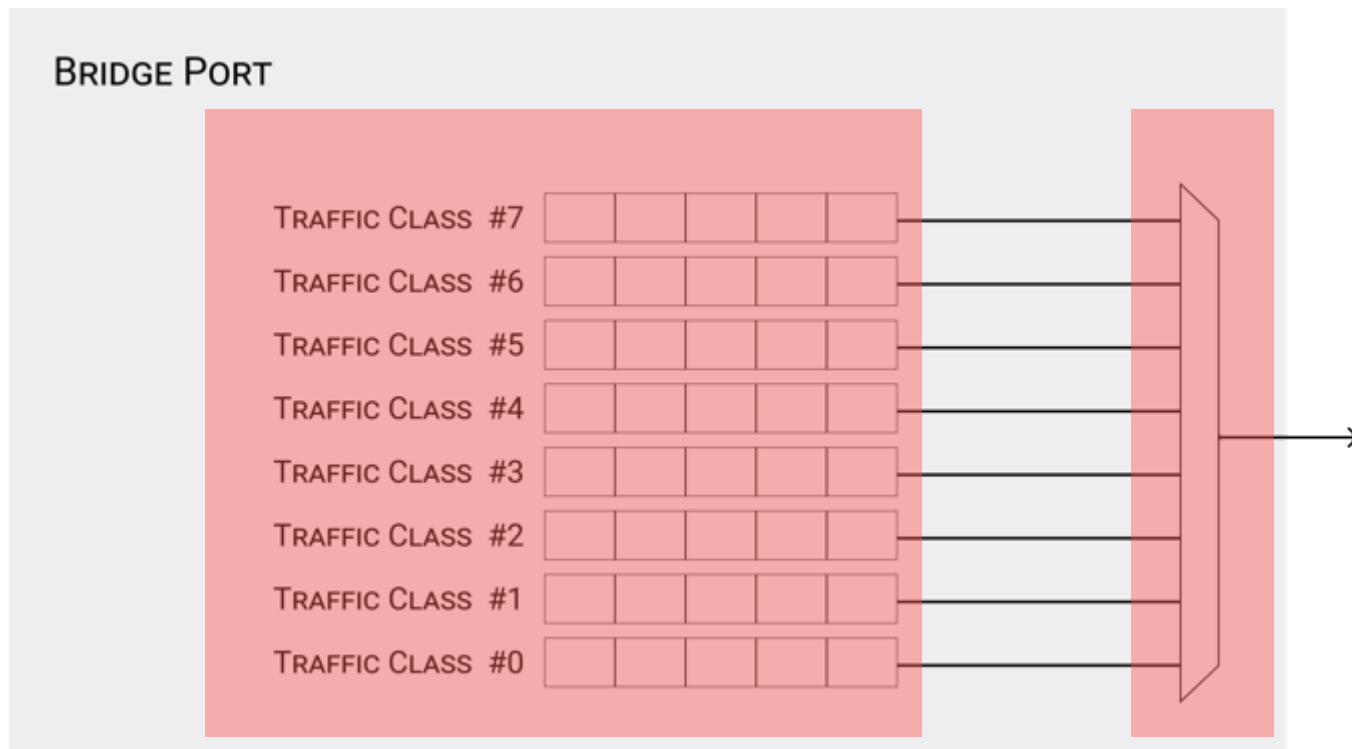 Bridge Port
Traffic Class #7
Traffic Class #6
Traffic Class #5
Traffic Class #4
Traffic Class #3
Traffic Class #2
Traffic Class #1
Traffic Class #0